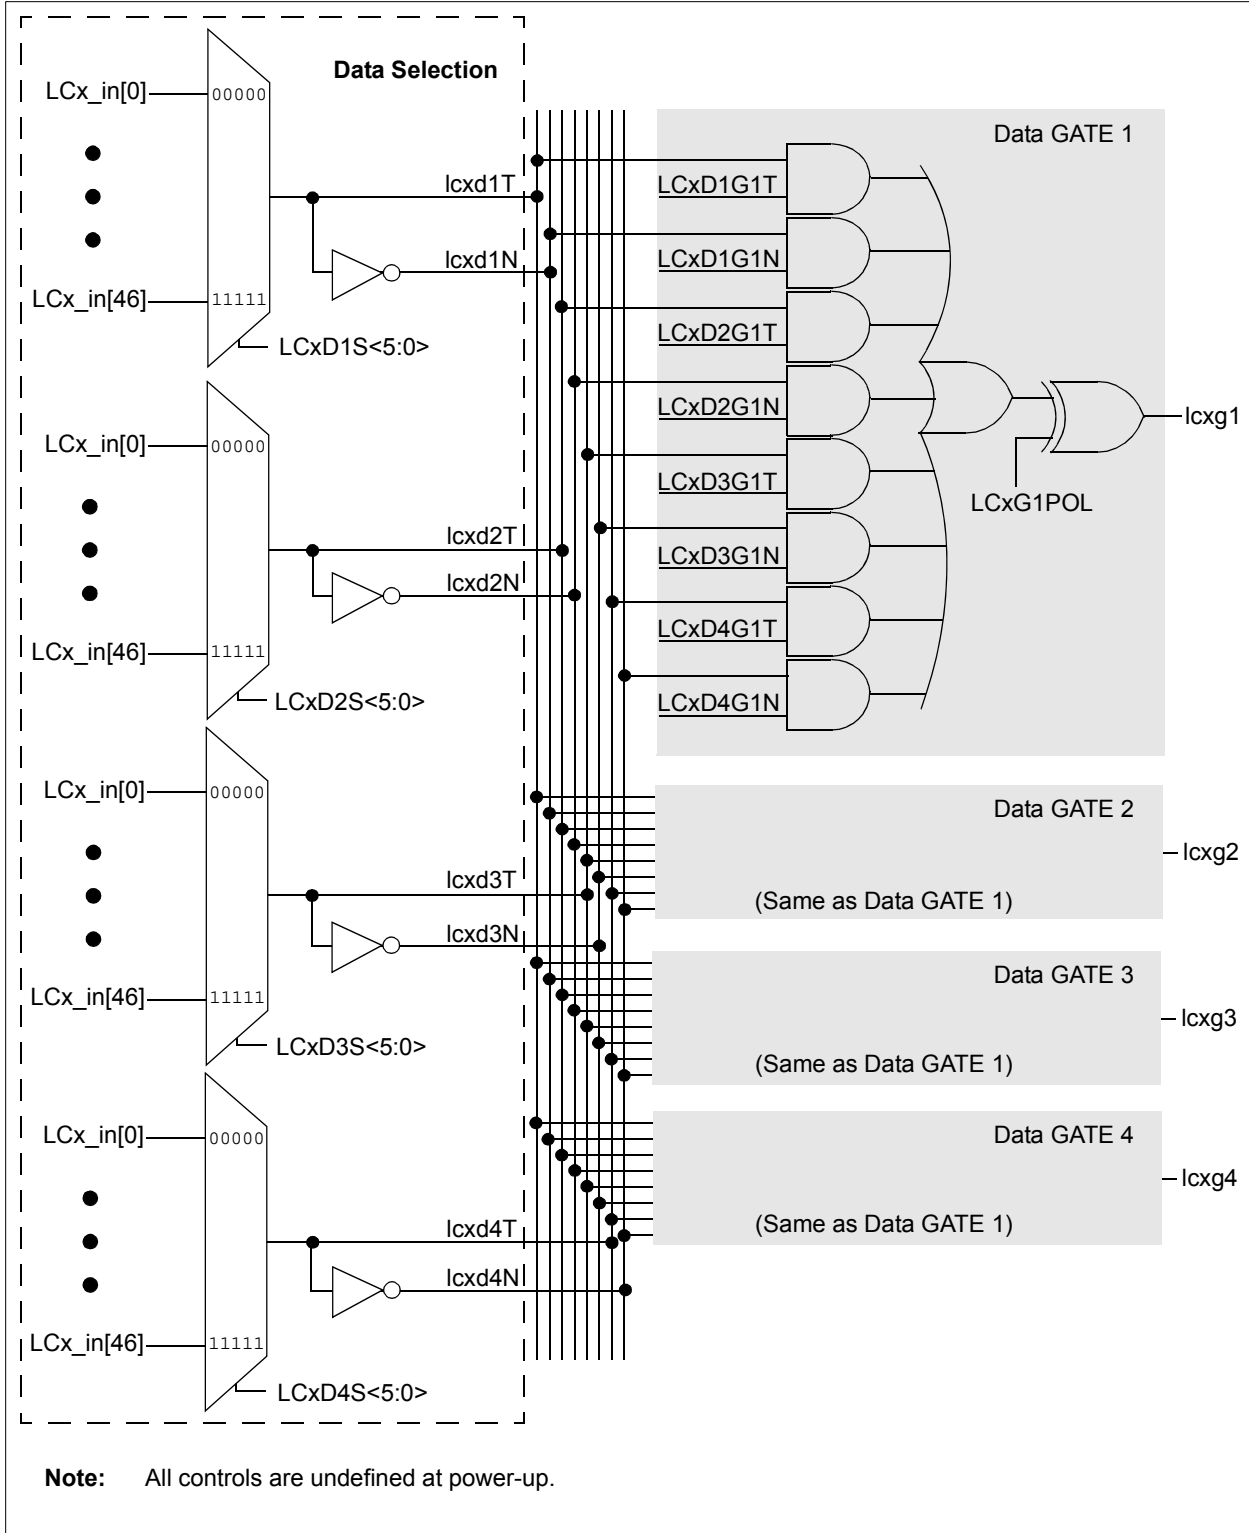 Data Selection
LCx_in[0]
00000
LCx_in[46]
11111
LCxD1S<5:0>
lcxd1T
lcxd1N
LCx_in[0]
00000
LCx_in[46]
11111
LCxD2S<5:0>
lcxd2T
lcxd2N
LCx_in[0]
00000
LCx_in[46]
11111
LCxD3S<5:0>
lcxd3T
lcxd3N
LCx_in[0]
00000
LCx_in[46]
11111
LCxD4S<5:0>
lcxd4T
lcxd4N
Data GATE 1
LCxD1G1T
LCxD1G1N
LCxD2G1T
LCxD2G1N
LCxD3G1T
LCxD3G1N
LCxD4G1T
LCxD4G1N
LCxG1POL
lcxg1
Data GATE 2
(Same as Data GATE 1)
lcxg2
Data GATE 3
(Same as Data GATE 1)
lcxg3
Data GATE 4
(Same as Data GATE 1)
lcxg4
Note: All controls are undefined at power-up.